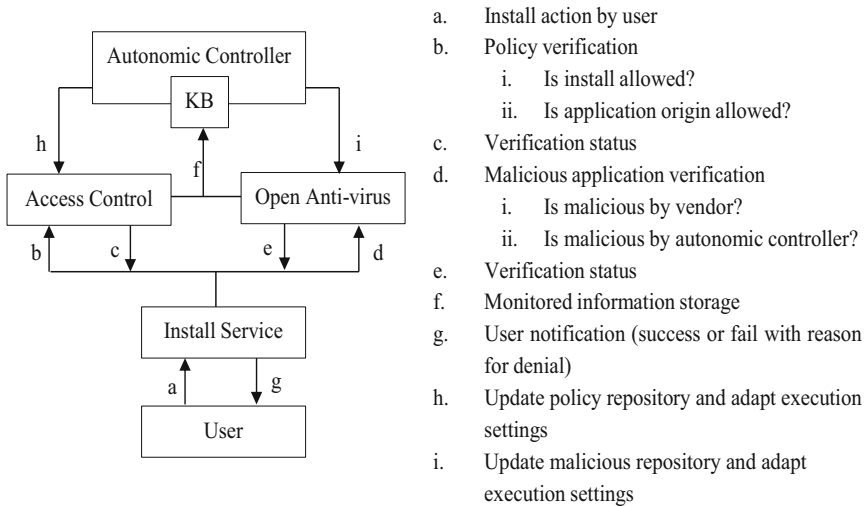 Autonomic Controller
KB
h
f
i
Access Control
Open Anti-virus
b
c
e
d
Install Service
a
g
User
a. Install action by user
b. Policy verification
i. Is install allowed?
ii. Is application origin allowed?
c. Verification status
d. Malicious application verification
i. Is malicious by vendor?
ii. Is malicious by autonomic controller?
e. Verification status
f. Monitored information storage
g. User notification (success or fail with reason
for denial)
h. Update policy repository and adapt execution
settings
i. Update malicious repository and adapt
execution settings